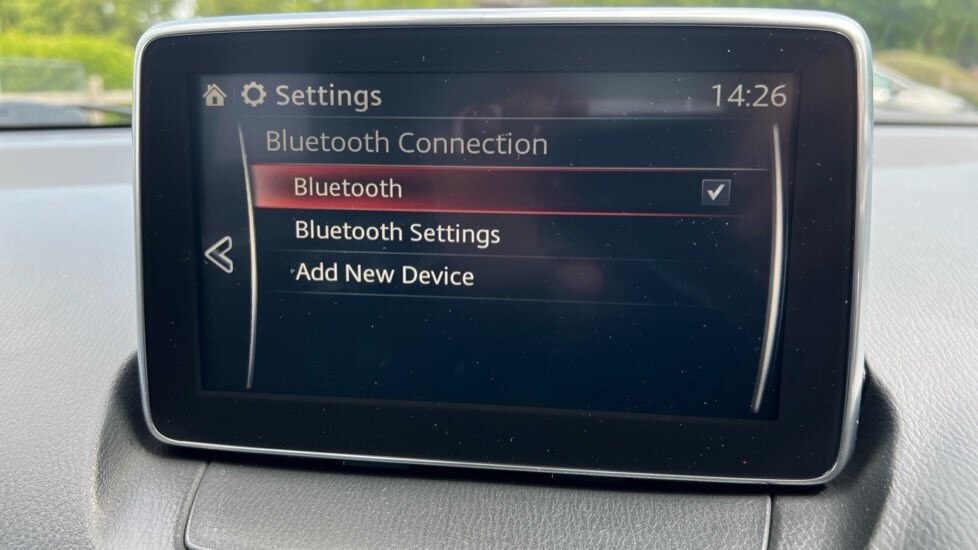 Settings 14:26
Bluetooth Connection
Bluetooth
Bluetooth Settings
Add New Device